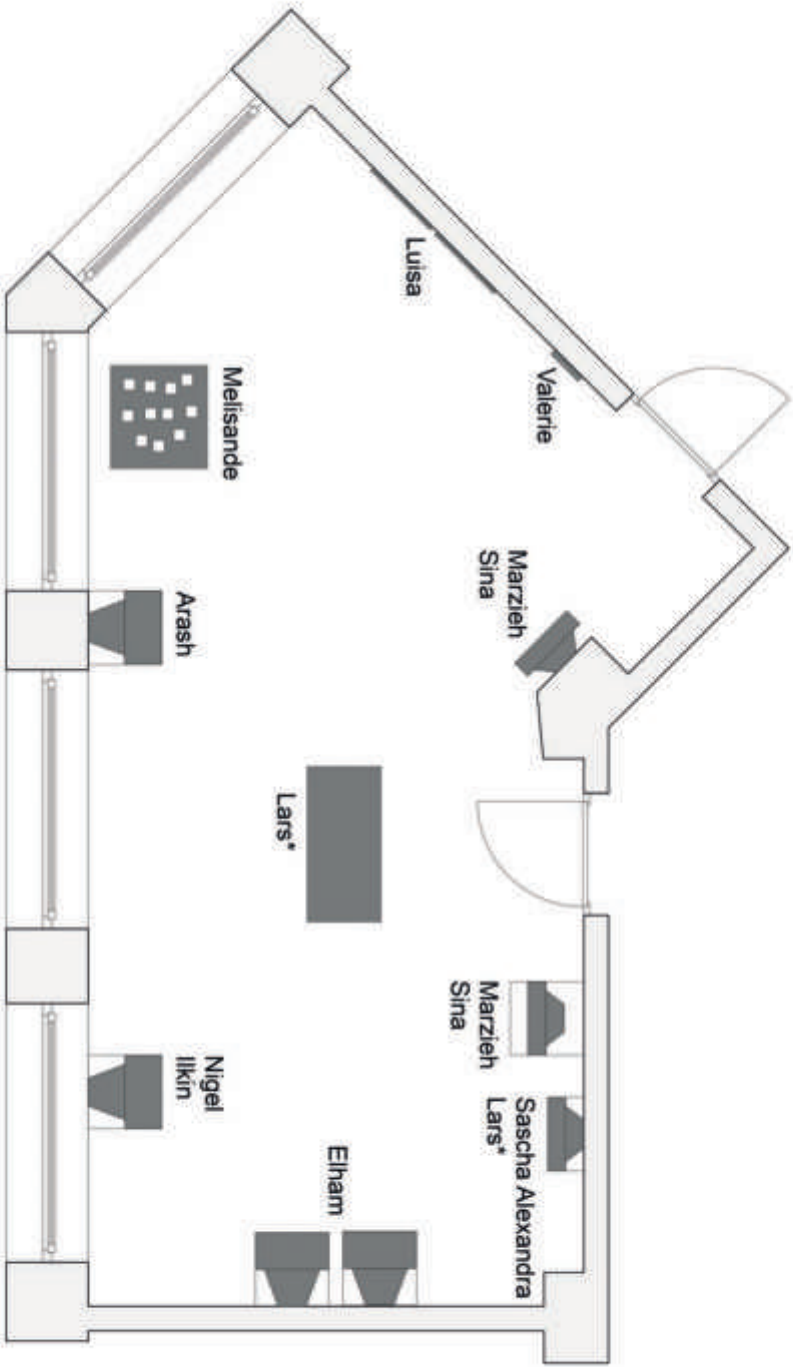 Valerie
Marzieh
Sina
Marzieh
Sina
Sascha Alexandra
Lars*
Luisa
Elham
Lars*
Melisande
Arash
Nigel
Ilkin